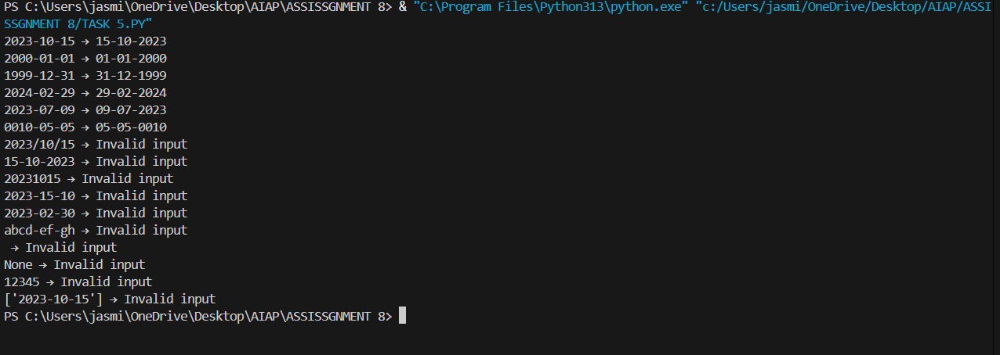 PS C:\Users\jasmi\OneDrive\Desktop\AIAP\ASSISSGNMENT 8> & "C:\Program Files\Python313\python.exe" "c:/Users/jasmi/OneDrive/Desktop/AIAP/ASSI
SSGNMENT 8/TASK 5.PY"
2023-10-15 → 15-10-2023
2000-01-01 → 01-01-2000
1999-12-31 → 31-12-1999
2024-02-29 → 29-02-2024
2023-07-09 → 09-07-2023
0010-05-05 → 05-05-0010
2023/10/15 → Invalid input
15-10-2023 → Invalid input
20231015 → Invalid input
2023-15-10 → Invalid input
2023-02-30 → Invalid input
abcd-ef-gh → Invalid input
 → Invalid input
None → Invalid input
12345 → Invalid input
['2023-10-15'] → Invalid input
PS C:\Users\jasmi\OneDrive\Desktop\AIAP\ASSISSGNMENT 8>